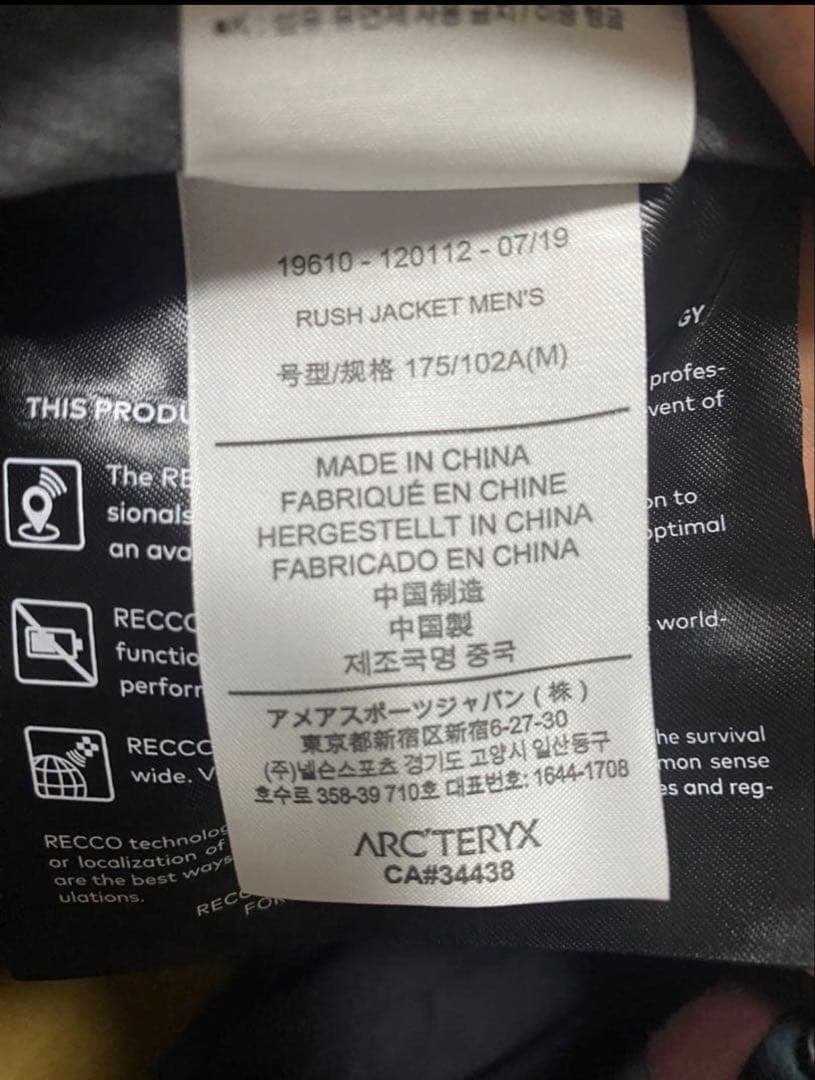 19610 - 120112 - 07/19
RUSH JACKET MEN'S
号型/规格 175/102A(M)
MADE IN CHINA
FABRIQUÉ EN CHINE
HERGESTELLT IN CHINA
FABRICADO EN CHINA
中国制造
中国製
제조국명 중국
アメアスポーツジャパン ( 株 )
東京都新宿区新宿6-27-30
(주)넬슨스포츠 경기도 고양시 일산동구
호수로 358-39 710호 대표번호: 1644-1708
ARC'TERYX
CA#34438
GY
profes-
vent of
THIS PRODU
The RE
sionals
an ava
on to
optimal
RECCO
functio
perforr
world-
RECCO
wide. V
he survival
mon sense
es and reg-
RECCO technolog
or localization of
are the best ways
ulations.
RECC
FOR